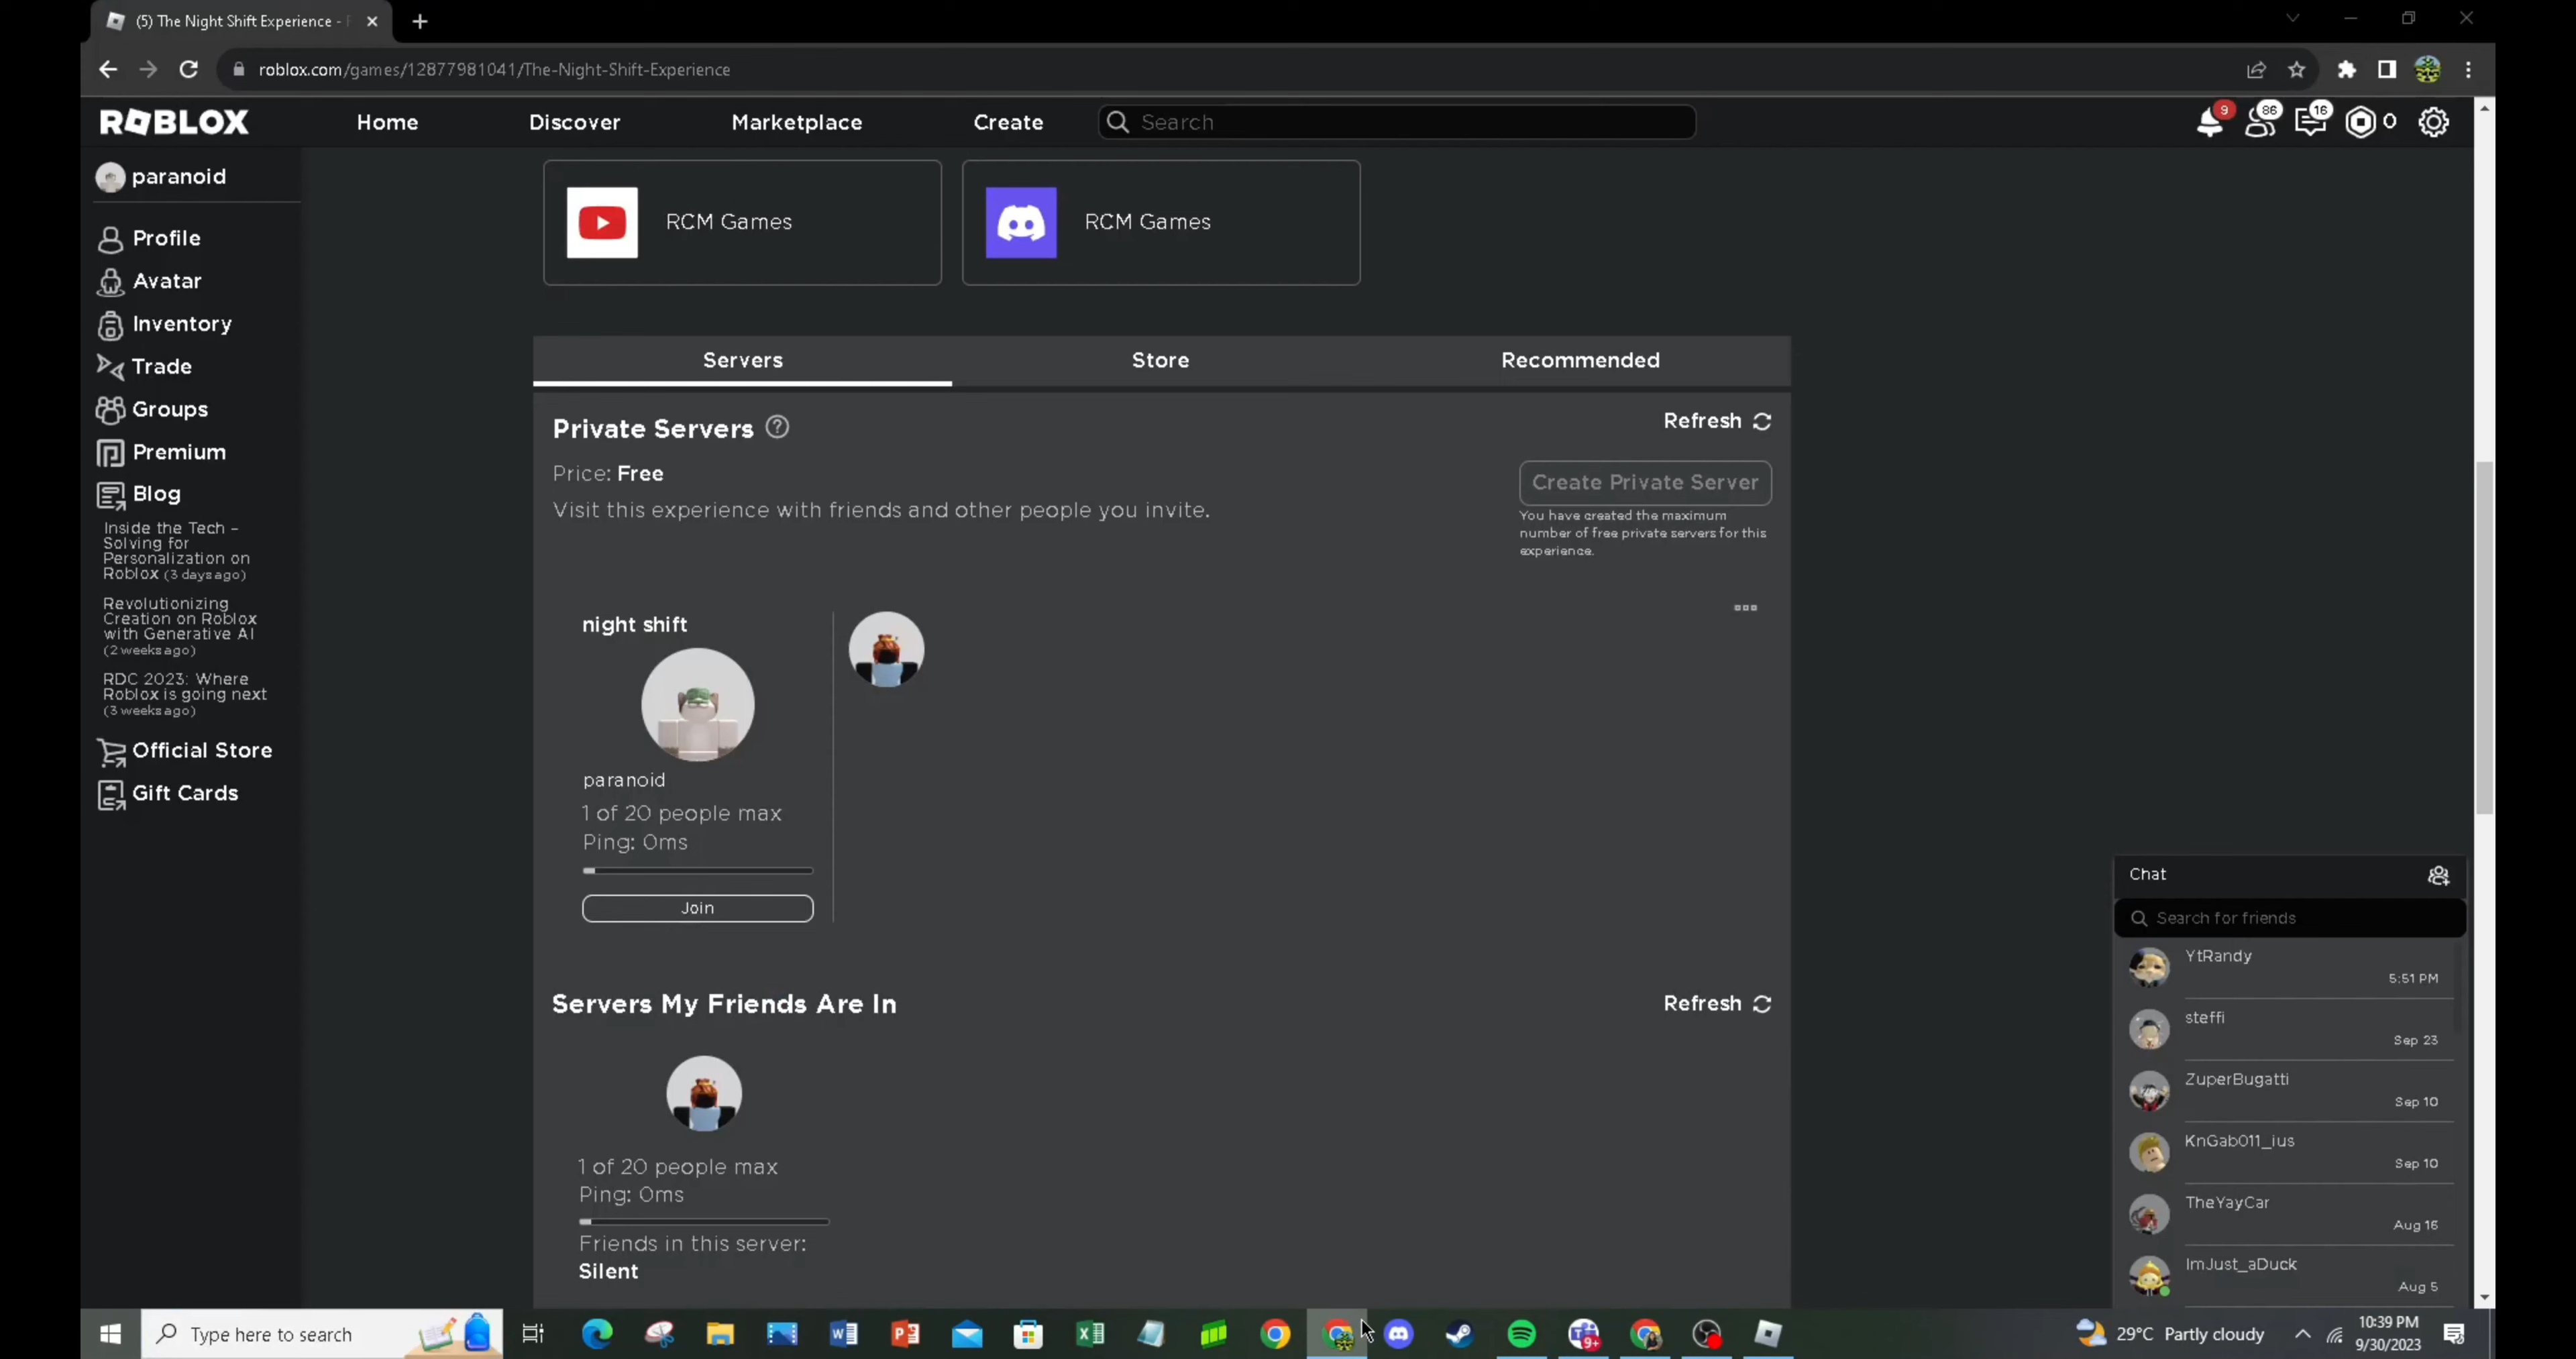 (5) The Night Shift Experience -
roblox.com/games/12877981041/The-Night-Shift-Experience
ROBLOX
Home
Discover
Marketplace
Create
Search
9
86
16
0
paranoid
Profile
Avatar
Inventory
Trade
Groups
Premium
Blog
Inside the Tech -
Solving for
Personalization on
Roblox (3 days ago)
Revolutionizing
Creation on Roblox
with Generative AI
(2 weeks ago)
RDC 2023: Where
Roblox is going next
(3 weeks ago)
Official Store
Gift Cards
RCM Games
RCM Games
Servers
Store
Recommended
Private Servers
Refresh
Price: Free
Visit this experience with friends and other people you invite.
Create Private Server
You have created the maximum
number of free private servers for this
experience.
night shift
paranoid
1 of 20 people max
Ping: 0ms
Join
Servers My Friends Are In
Refresh
1 of 20 people max
Ping: 0ms
Friends in this server:
Silent
Chat
Search for friends
YtRandy
5:51 PM
steffi
Sep 23
ZuperBugatti
Sep 10
KnGab011_ius
Sep 10
TheYayCar
Aug 16
ImJust_aDuck
Aug 5
Type here to search
9+
29°C Partly cloudy
10:39 PM
9/30/2023